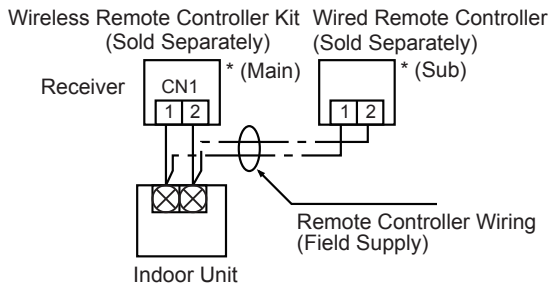 Wireless Remote Controller Kit
(Sold Separately)
Wired Remote Controller
(Sold Separately)
* (Main)
* (Sub)
Receiver
CN1
1 2
1 2
Remote Controller Wiring
(Field Supply)
Indoor Unit